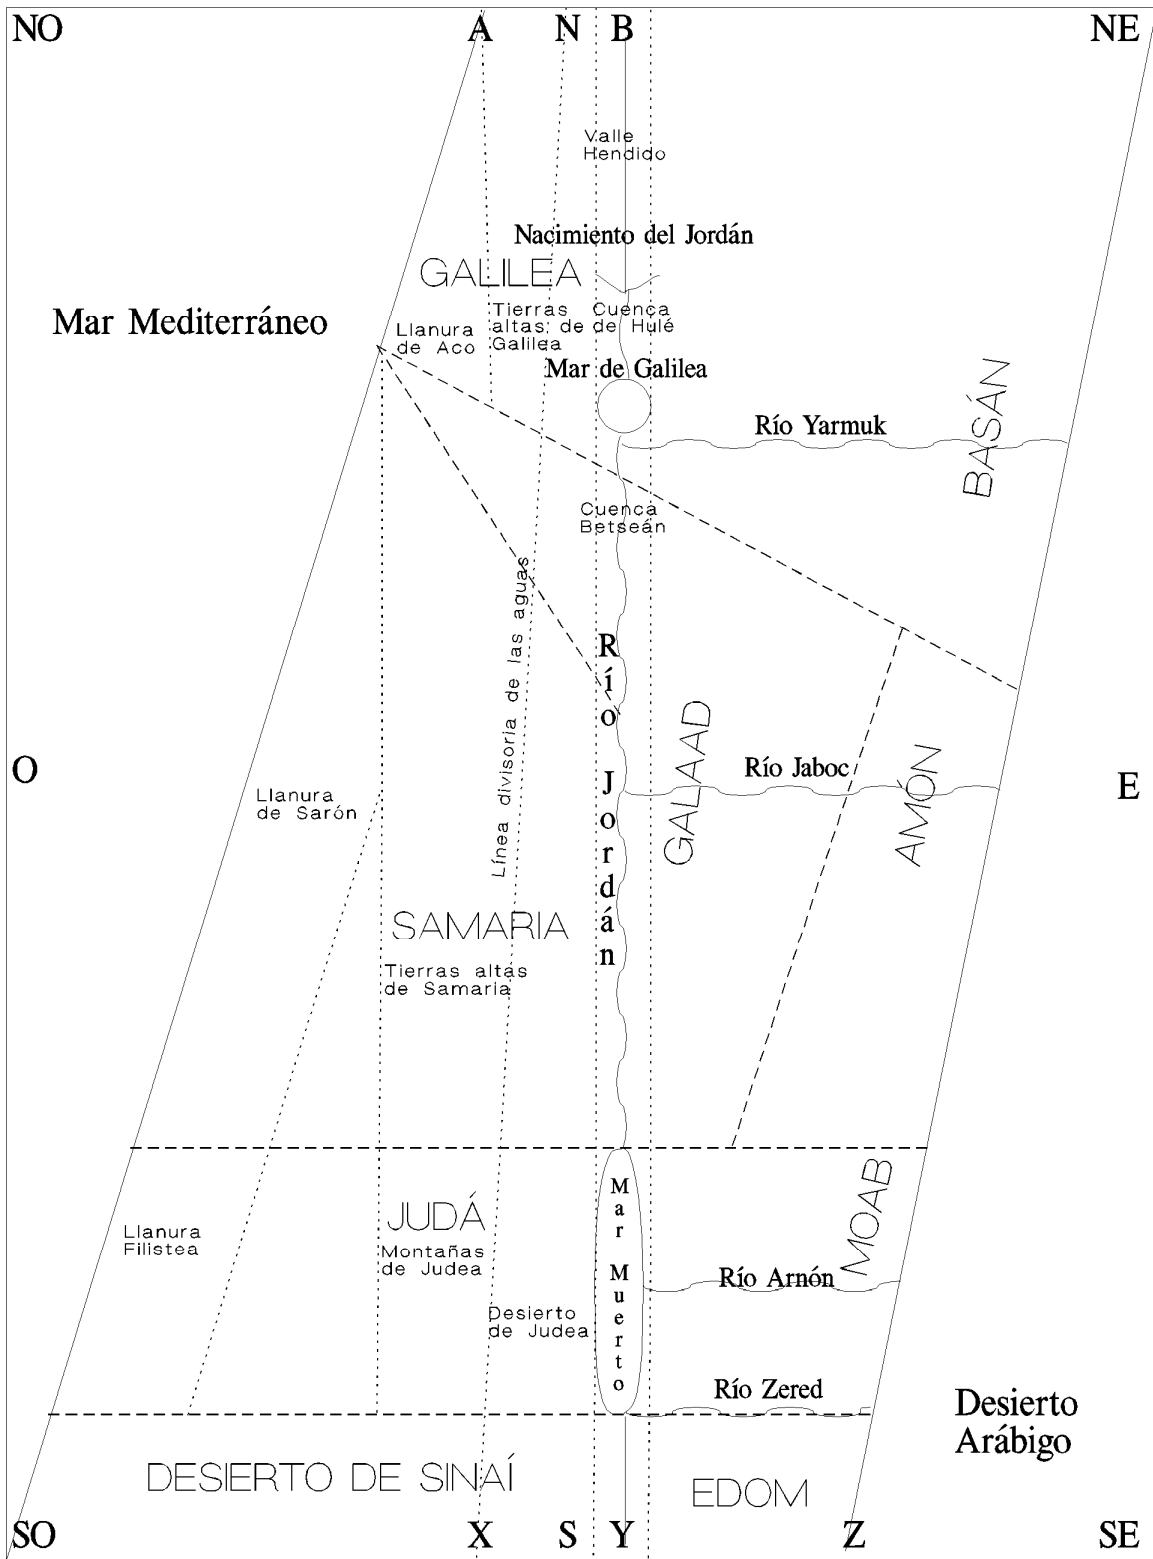 NO A N B NE
Valle
Hendido
Nacimiento del Jordán
GALILEA
Mar Mediterráneo
Llanura
de Aco
Tierras
altas de
Galilea
Cuenca
de Hulé
Mar de Galilea
Río Yarmuk
BASÁN
Cuenca
Betseán
Línea divisoria de las aguas
Río Jordán
O
E
Llanura
de Sarón
GALAAD
Río Jaboc
AMÓN
SAMARIA
Tierras altas
de Samaria
Llanura
Filistea
JUDÁ
Montañas
de Judea
Desierto
de Judea
Mar Muerto
MOAB
Río Arnón
Río Zered
Desierto
Arábigo
DESIERTO DE SINAÍ
EDOM
SO X S Y Z SE